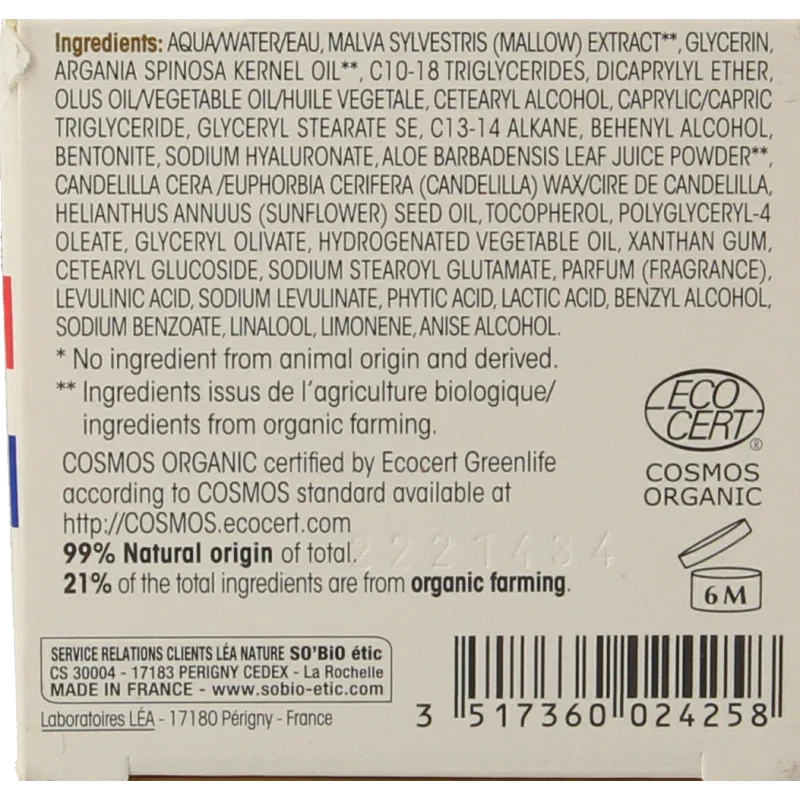 Ingredients: AQUA/WATER/EAU, MALVA SYLVESTRIS (MALLOW) EXTRACT**, GLYCERIN,
ARGANIA SPINOSA KERNEL OIL**, C10-18 TRIGLYCERIDES, DICAPRYLYL ETHER,
OLUS OIL/VEGETABLE OIL/HUILE VEGETALE, CETEARYL ALCOHOL, CAPRYLIC/CAPRIC
TRIGLYCERIDE, GLYCERYL STEARATE SE, C13-14 ALKANE, BEHENYL ALCOHOL,
BENTONITE, SODIUM HYALURONATE, ALOE BARBADENSIS LEAF JUICE POWDER**,
CANDELILLA CERA /EUPHORBIA CERIFERA (CANDELILLA) WAX/CIRE DE CANDELILLA,
HELIANTHUS ANNUUS (SUNFLOWER) SEED OIL, TOCOPHEROL, POLYGLYCERYL-4
OLEATE, GLYCERYL OLIVATE, HYDROGENATED VEGETABLE OIL, XANTHAN GUM,
CETEARYL GLUCOSIDE, SODIUM STEAROYL GLUTAMATE, PARFUM (FRAGRANCE),
LEVULINIC ACID, SODIUM LEVULINATE, PHYTIC ACID, LACTIC ACID, BENZYL ALCOHOL,
SODIUM BENZOATE, LINALOOL, LIMONENE, ANISE ALCOHOL.
* No ingredient from animal origin and derived.
** Ingredients issus de l'agriculture biologique/
ingredients from organic farming.
ECO
CERT®
COSMOS
ORGANIC
COSMOS ORGANIC certified by Ecocert Greenlife
according to COSMOS standard available at
http://COSMOS.ecocert.com
99% Natural origin of total.
2221434
21% of the total ingredients are from organic farming.
6M
SERVICE RELATIONS CLIENTS LÉA NATURE SO'BiO étic
CS 30004 - 17183 PERIGNY CEDEX - La Rochelle
MADE IN FRANCE - www.sobio-etic.com
Laboratoires LÉA - 17180 Périgny - France
3 517360 024258